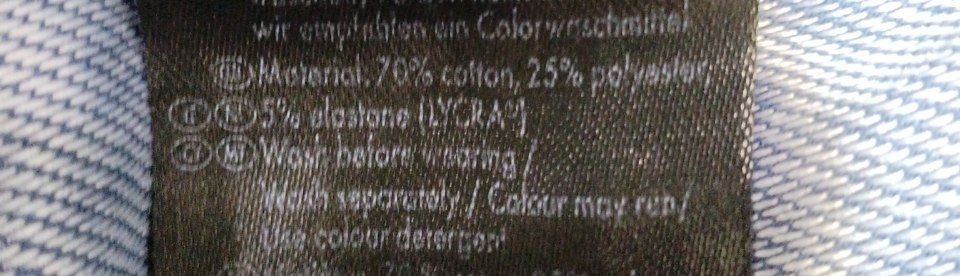 wir empfehlen ein Colorwaschmittel
Material: 70% cotton, 25% polyester,
5% elastane (LYCRA®)
Wash before wearing/
Wash separately/ Colour may run/
Use colour detergent